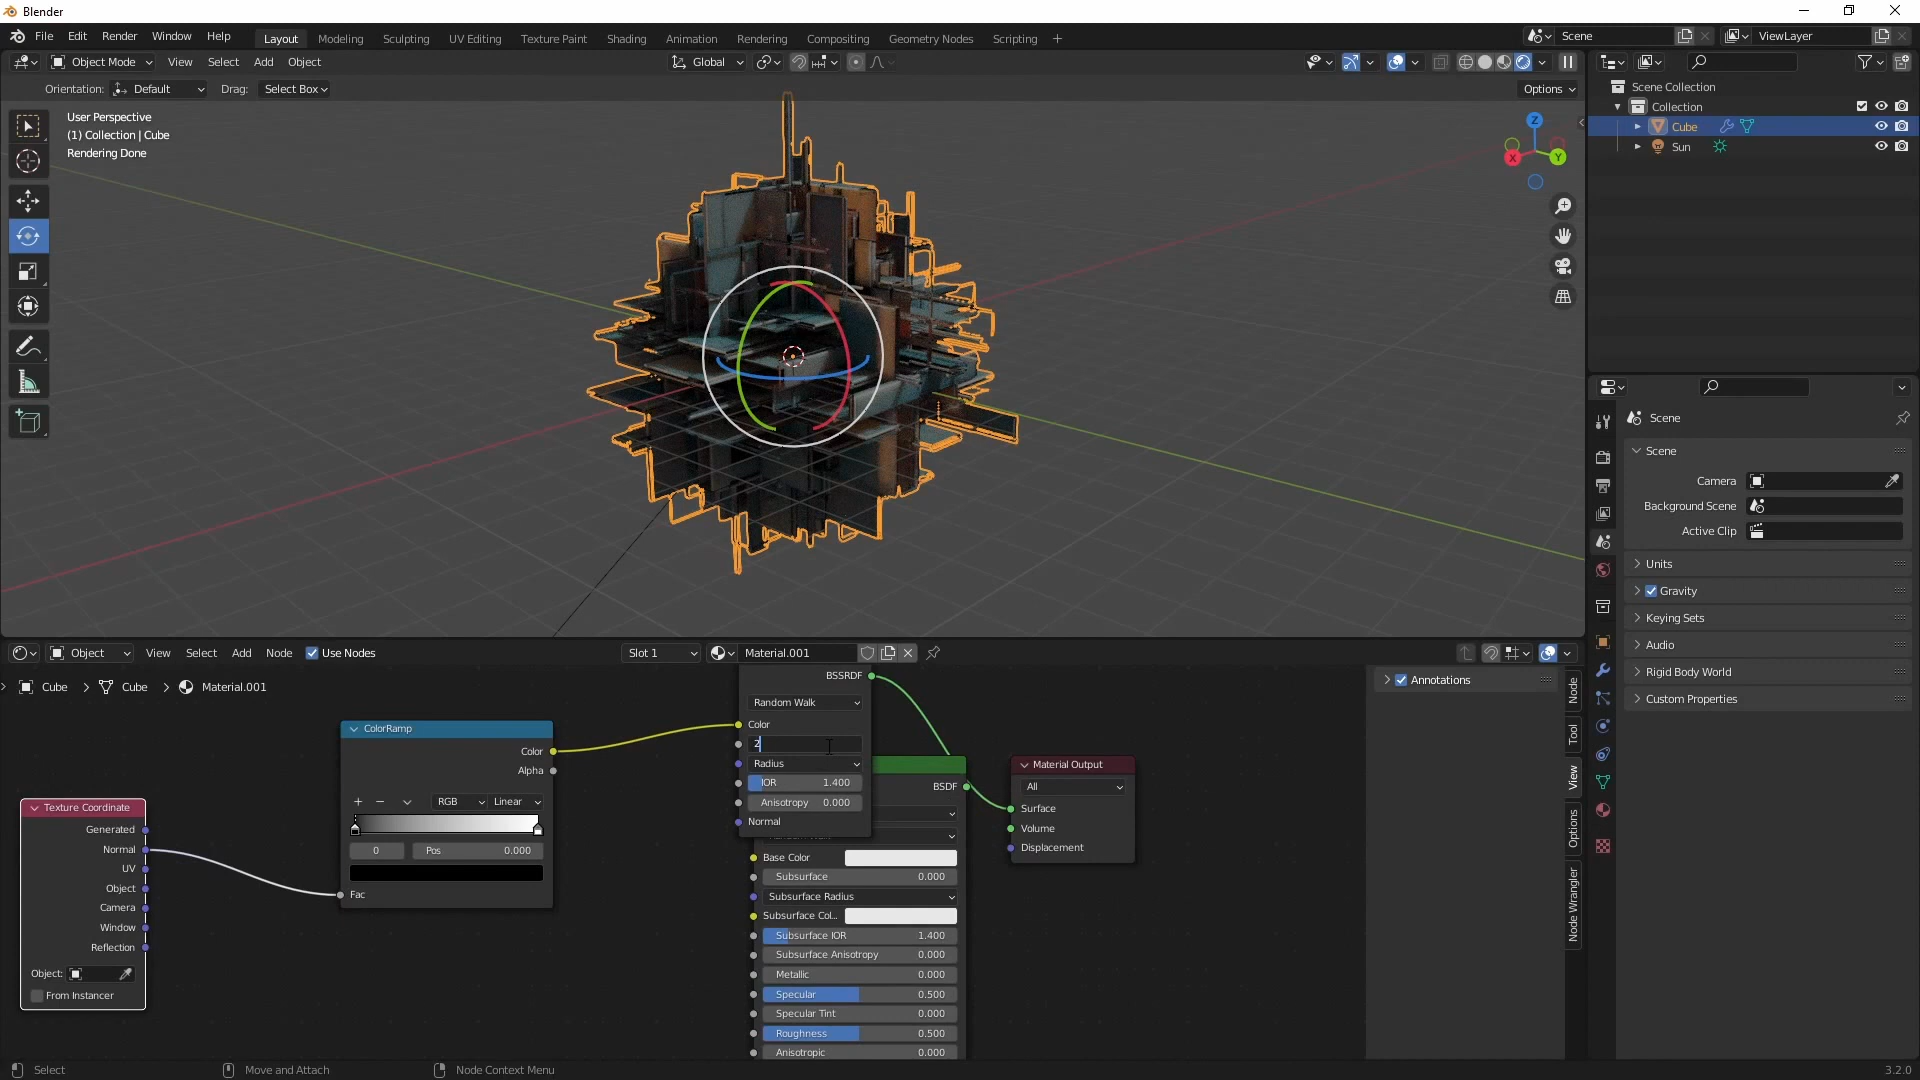 Blender
File Edit Render Window Help
Layout Modeling Sculpting UV Editing Texture Paint Shading Animation Rendering Compositing Geometry Nodes Scripting +
Scene
ViewLayer
Object Mode View Select Add Object
Global
Orientation: Default Drag: Select Box
Options
User Perspective
(1) Collection | Cube
Rendering Done
Z
X
Y
Scene Collection
Collection
Cube
Sun
Scene
Scene
Camera
Background Scene
Active Clip
Units
Gravity
Keying Sets
Audio
Rigid Body World
Custom Properties
Object View Select Add Node Use Nodes
Slot 1
Material.001
Cube Cube Material.001
Texture Coordinate
Generated
Normal
UV
Object
Camera
Window
Reflection
Object:
From Instancer
ColorRamp
Color
Alpha
+ − RGB Linear
0 Pos 0.000
Fac
BSSRDF
Random Walk
Color
2
Radius
IOR 1.400
Anisotropy 0.000
Normal
BSDF
Base Color
Subsurface 0.000
Subsurface Radius
Subsurface Col...
Subsurface IOR 1.400
Subsurface Anisotropy 0.000
Metallic 0.000
Specular 0.500
Specular Tint 0.000
Roughness 0.500
Anisotropic 0.000
Material Output
All
Surface
Volume
Displacement
Annotations
Node
Tool
View
Options
Node Wrangler
Select
Move and Attach
Node Context Menu
3.2.0